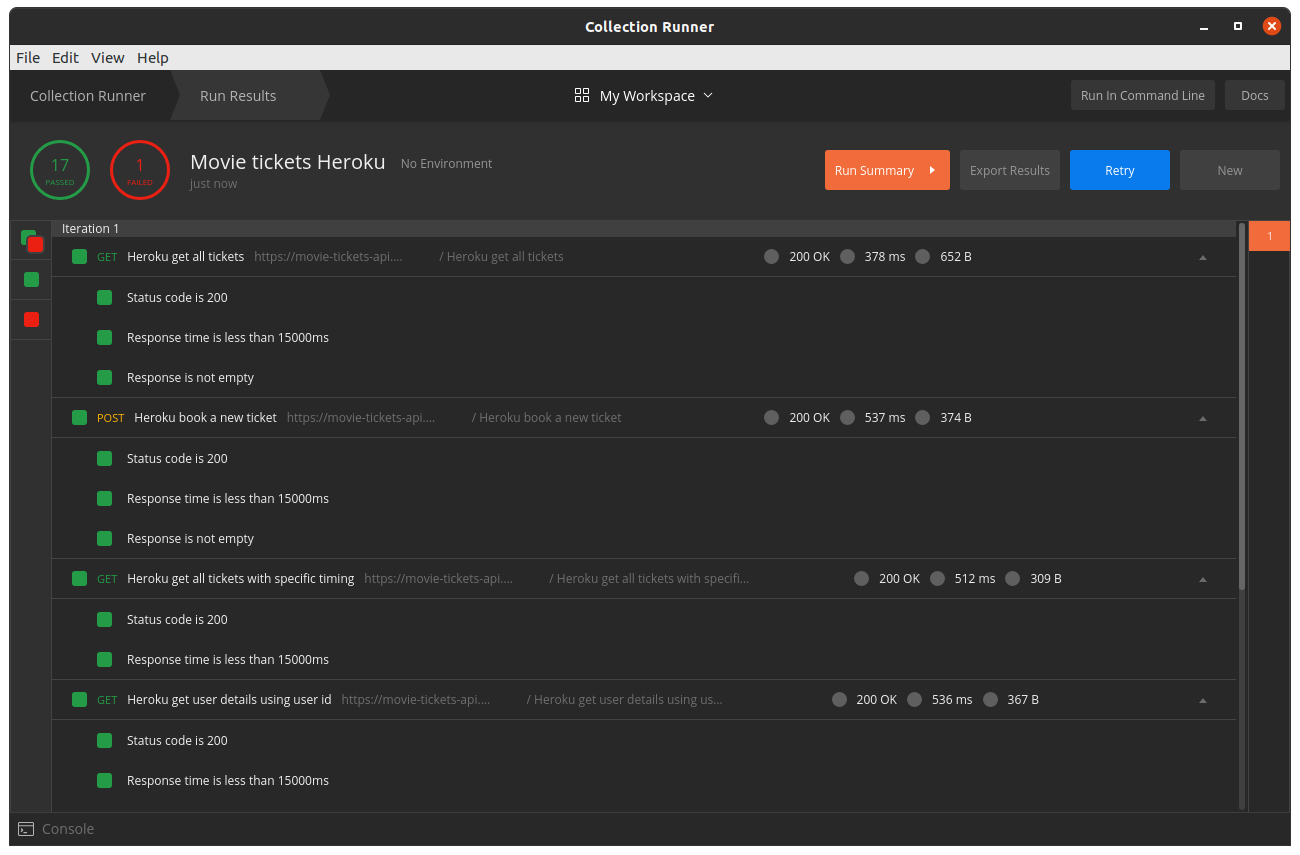 Collection Runner
File Edit View Help
Collection Runner Run Results My Workspace Run In Command Line Docs
17 PASSED 1 FAILED Movie tickets Heroku No Environment just now Run Summary Export Results Retry New
Iteration 1 1
GET Heroku get all tickets https://movie-tickets-api.... / Heroku get all tickets 200 OK 378 ms 652 B
Status code is 200
Response time is less than 15000ms
Response is not empty
POST Heroku book a new ticket https://movie-tickets-api.... / Heroku book a new ticket 200 OK 537 ms 374 B
Status code is 200
Response time is less than 15000ms
Response is not empty
GET Heroku get all tickets with specific timing https://movie-tickets-api.... / Heroku get all tickets with specifi... 200 OK 512 ms 309 B
Status code is 200
Response time is less than 15000ms
GET Heroku get user details using user id https://movie-tickets-api.... / Heroku get user details using us... 200 OK 536 ms 367 B
Status code is 200
Response time is less than 15000ms
Console